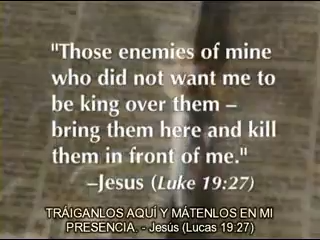 "Those enemies of mine
who did not want me to
be king over them –
bring them here and kill
them in front of me."
–Jesus (Luke 19:27)
TRÁIGANLOS AQUÍ Y MÁTENLOS EN MI
PRESENCIA. - Jesús (Lucas 19:27)